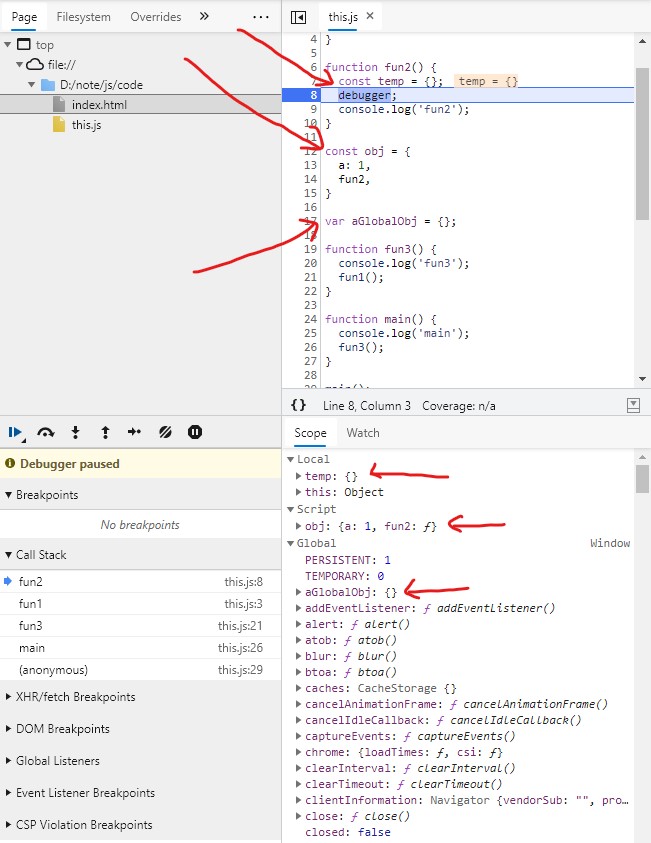 Page Filesystem Overrides »
top
file://
D:/note/js/code
index.html
this.js
this.js ×
4
5
6
7
8
9
10
11
12
13
14
15
16
17
18
19
20
21
22
23
24
25
26
27
28
}
function fun2() {
const temp = {}; temp = {}
debugger;
console.log('fun2');
}
const obj = {
a: 1,
fun2,
}
var aGlobalObj = {};
function fun3() {
console.log('fun3');
fun1();
}
function main() {
console.log('main');
fun3();
}
main();
{} Line 8, Column 3 Coverage: n/a
Debugger paused
Breakpoints
No breakpoints
Call Stack
fun2 this.js:8
fun1 this.js:3
fun3 this.js:21
main this.js:26
(anonymous) this.js:29
XHR/fetch Breakpoints
DOM Breakpoints
Global Listeners
Event Listener Breakpoints
CSP Violation Breakpoints
Scope Watch
Local
temp: {}
this: Object
Script
obj: {a: 1, fun2: ƒ}
Global Window
PERSISTENT: 1
TEMPORARY: 0
aGlobalObj: {}
addEventListener: ƒ addEventListener()
alert: ƒ alert()
atob: ƒ atob()
blur: ƒ blur()
btoa: ƒ btoa()
caches: CacheStorage {}
cancelAnimationFrame: ƒ cancelAnimationFrame()
cancelIdleCallback: ƒ cancelIdleCallback()
captureEvents: ƒ captureEvents()
chrome: {loadTimes: ƒ, csi: ƒ}
clearInterval: ƒ clearInterval()
clearTimeout: ƒ clearTimeout()
clientInformation: Navigator {vendorSub: "", pro…
close: ƒ close()
closed: false